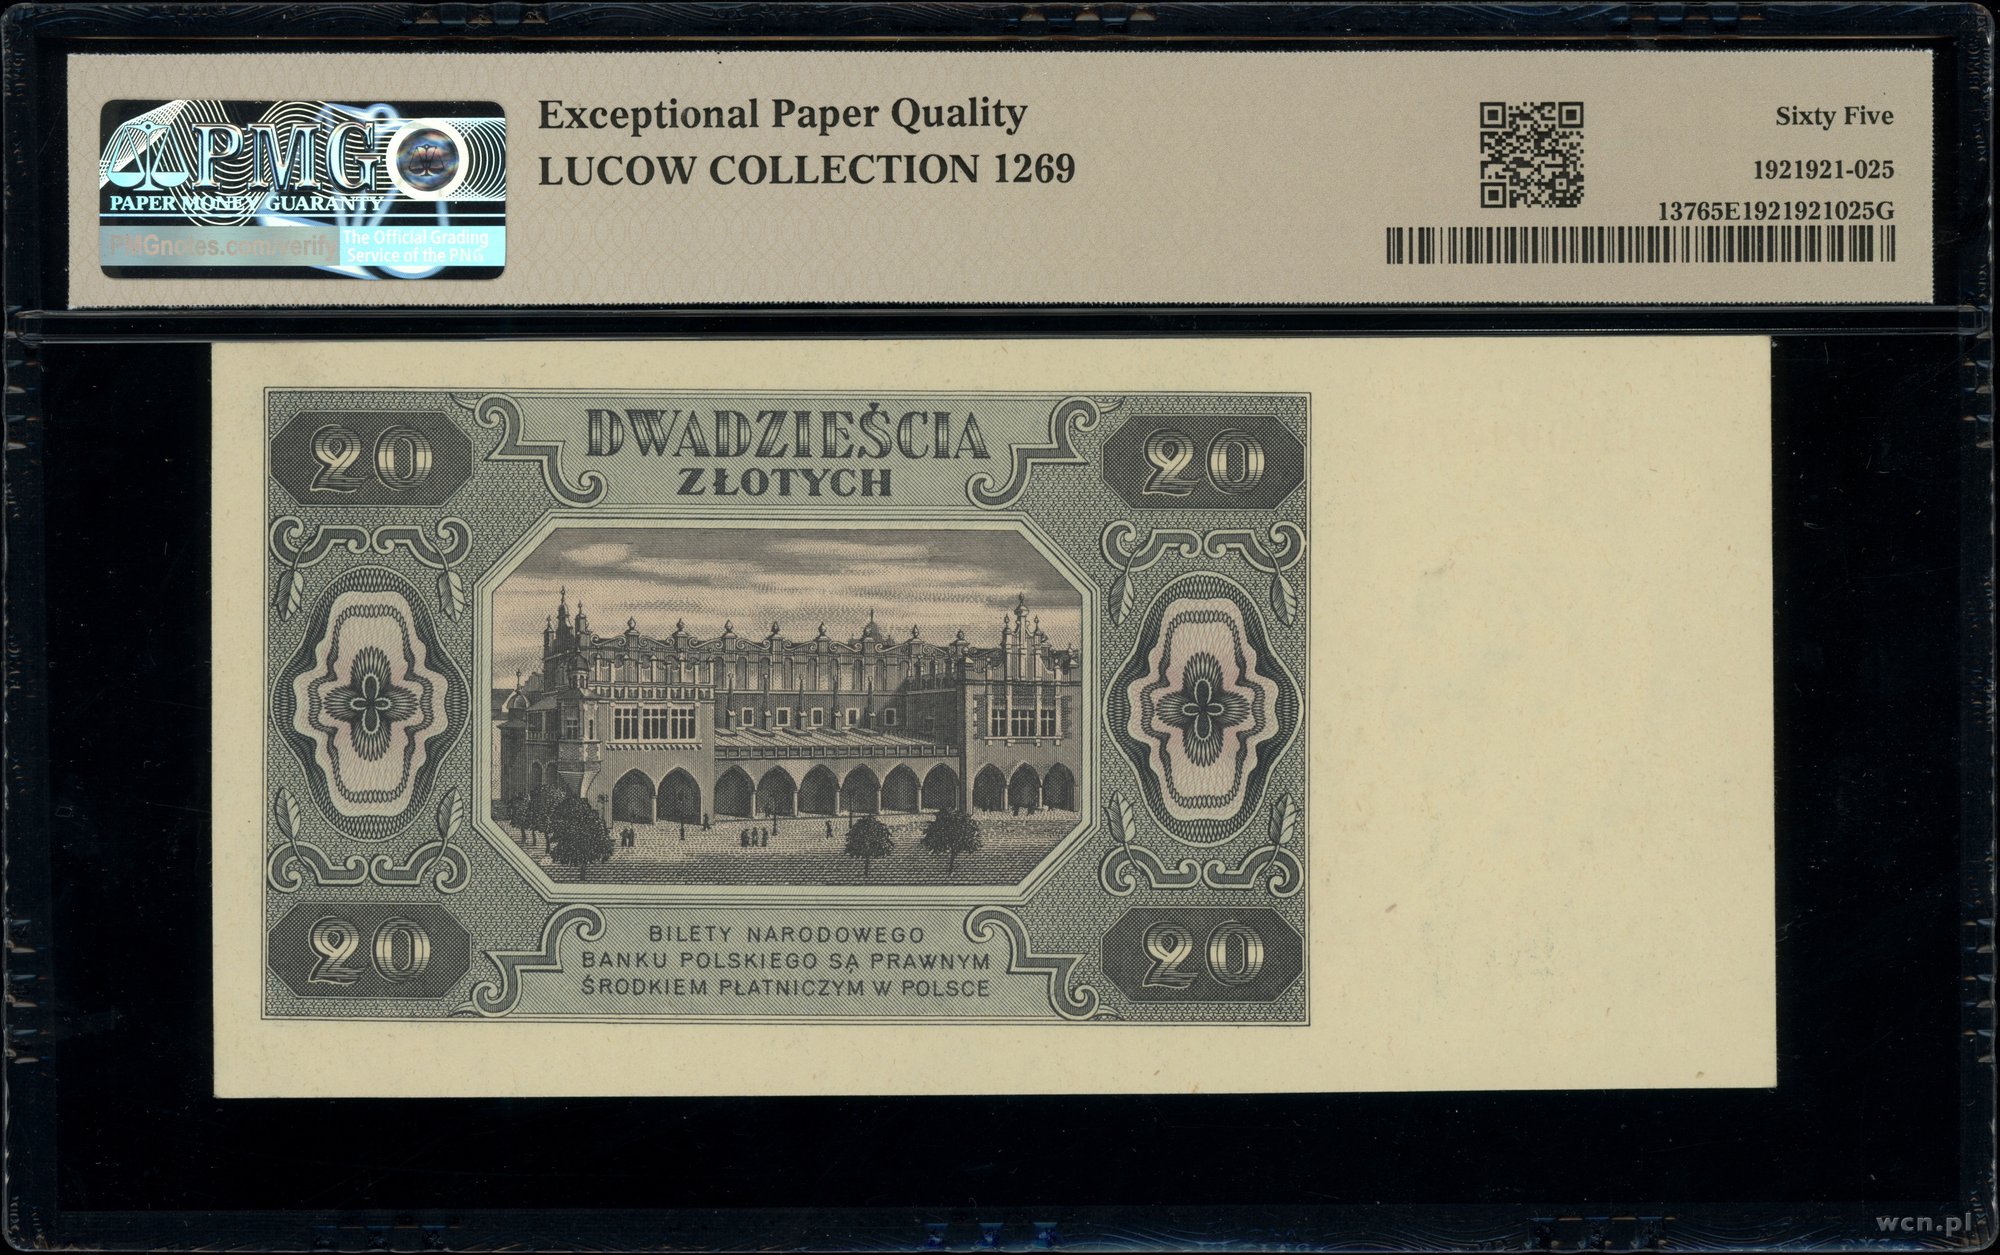 PMG
PAPER MONEY GUARANTY
PMGnotes.com/verify
The Official Grading
Service of the PNG
Exceptional Paper Quality
LUCOW COLLECTION 1269
Sixty Five
1921921-025
13765E1921921025G
20
DWADZIEŚCIA
ZŁOTYCH
20
20
BILETY NARODOWEGO
BANKU POLSKIEGO SĄ PRAWNYM
ŚRODKIEM PŁATNICZYM W POLSCE
20
wcn.pl